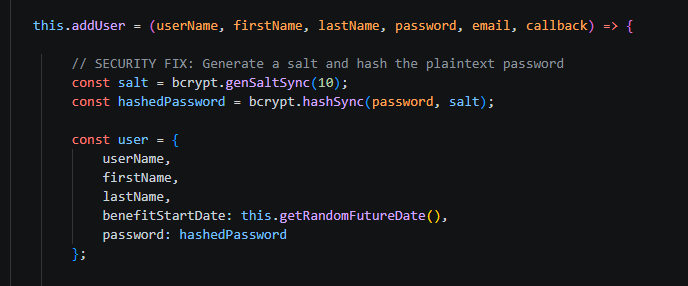 this.addUser = (userName, firstName, lastName, password, email, callback) => {
// SECURITY FIX: Generate a salt and hash the plaintext password
const salt = bcrypt.genSaltSync(10);
const hashedPassword = bcrypt.hashSync(password, salt);
const user = {
userName,
firstName,
lastName,
benefitStartDate: this.getRandomFutureDate(),
password: hashedPassword
};